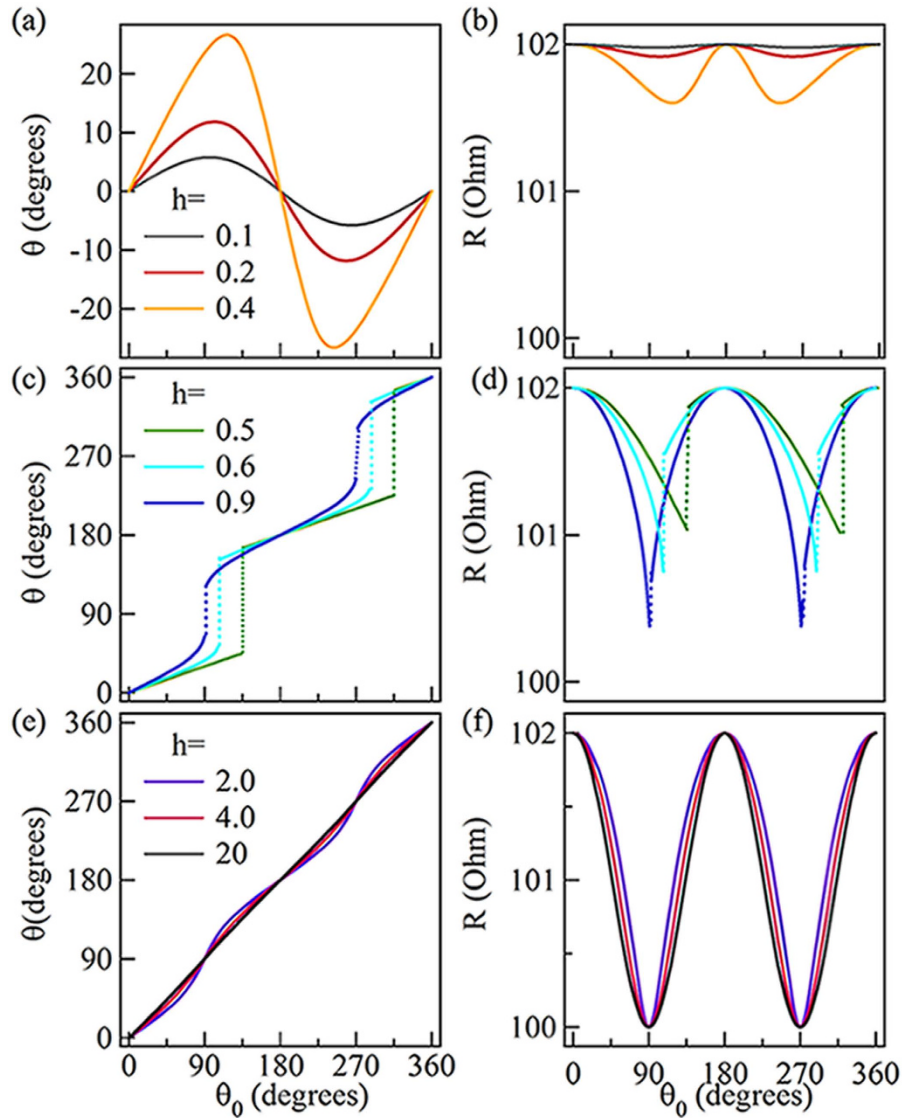 (a)
θ (degrees)
20
10
0
-10
-20
h=
0.1
0.2
0.4
(b)
R (Ohm)
102
101
100
(c)
θ (degrees)
360
270
180
90
0
h=
0.5
0.6
0.9
(d)
R (Ohm)
102
101
100
(e)
θ(degrees)
360
270
180
90
0
h=
2.0
4.0
20
0 90 180 270 360
θ₀ (degrees)
(f)
R (Ohm)
102
101
100
0 90 180 270 360
θ₀ (degrees)